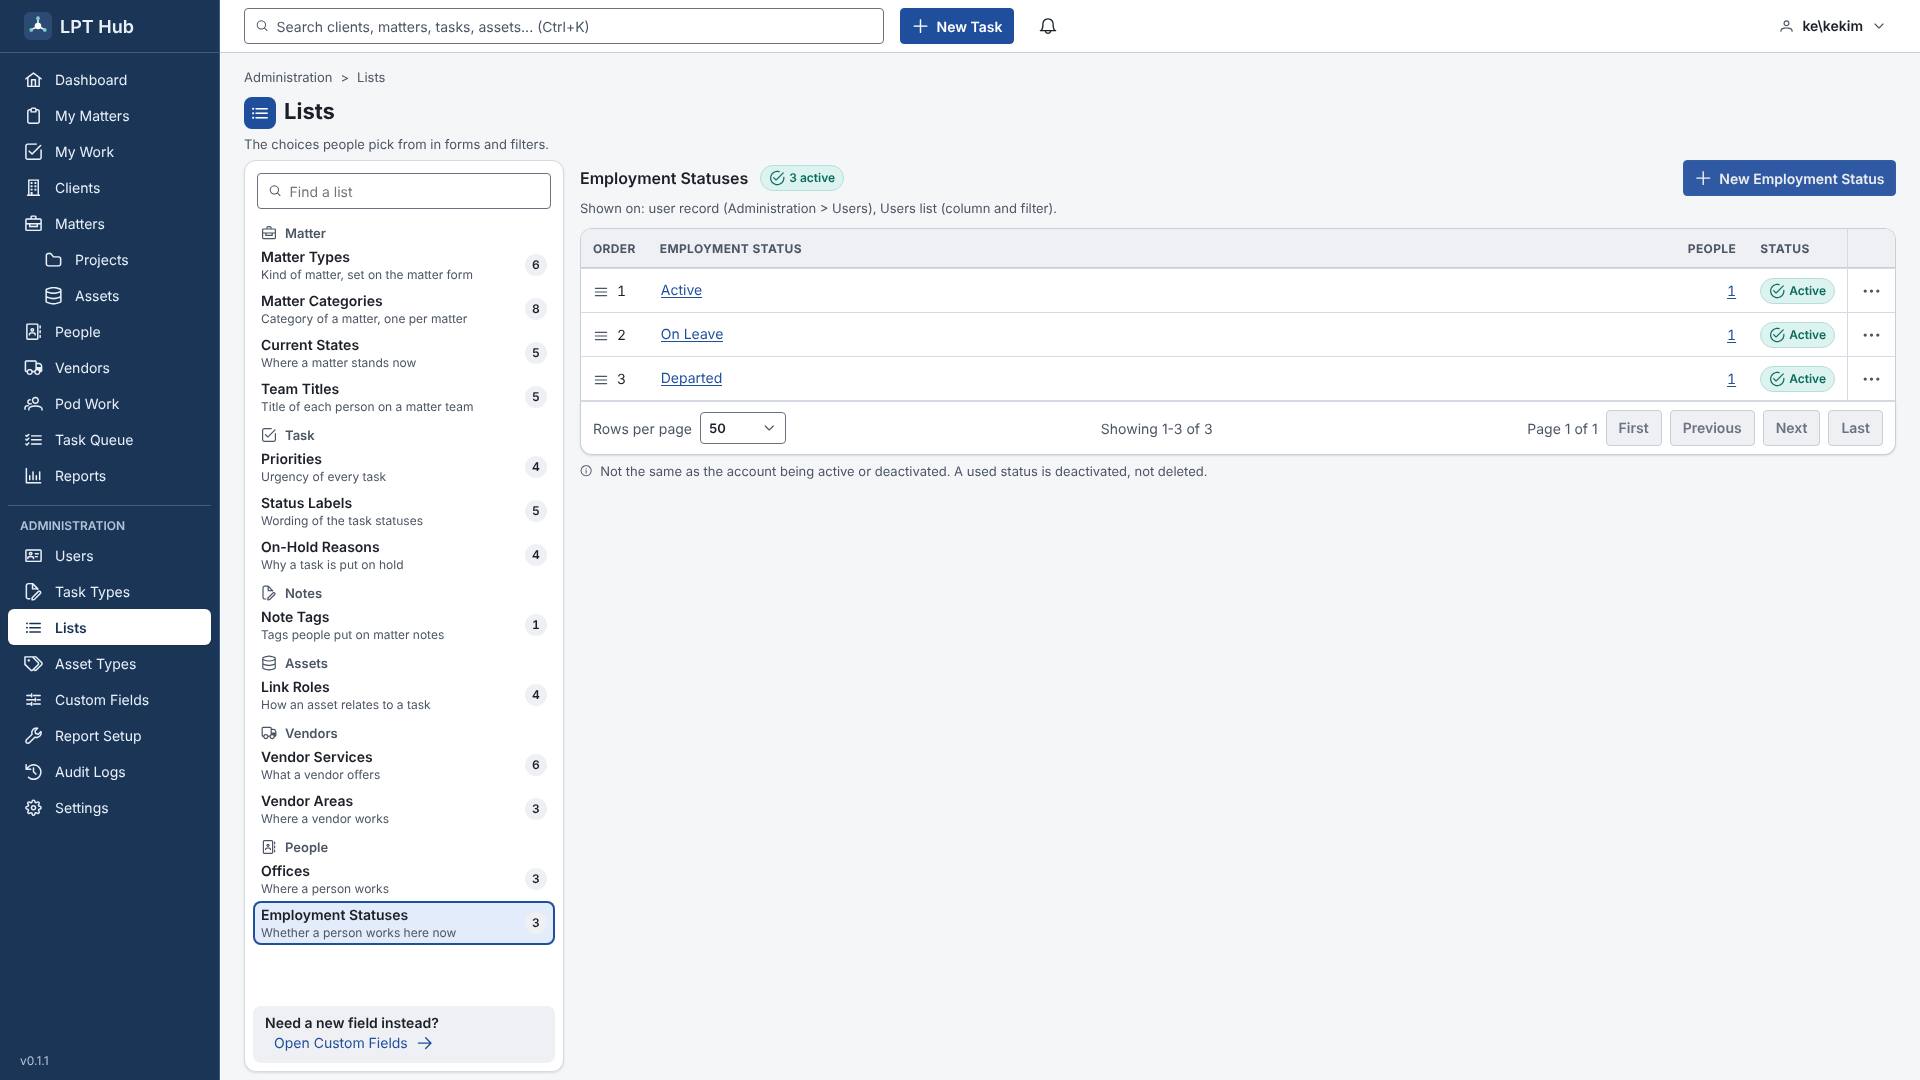 LPT Hub
Search clients, matters, tasks, assets... (Ctrl+K)
New Task
ke\kekim
Dashboard
My Matters
My Work
Clients
Matters
Projects
Assets
People
Vendors
Pod Work
Task Queue
Reports
ADMINISTRATION
Users
Task Types
Lists
Asset Types
Custom Fields
Report Setup
Audit Logs
Settings
v0.1.1
Administration > Lists
Lists
The choices people pick from in forms and filters.
Find a list
Matter
Matter Types
Kind of matter, set on the matter form
6
Matter Categories
Category of a matter, one per matter
8
Current States
Where a matter stands now
5
Team Titles
Title of each person on a matter team
5
Task
Priorities
Urgency of every task
4
Status Labels
Wording of the task statuses
5
On-Hold Reasons
Why a task is put on hold
4
Notes
Note Tags
Tags people put on matter notes
1
Assets
Link Roles
How an asset relates to a task
4
Vendors
Vendor Services
What a vendor offers
6
Vendor Areas
Where a vendor works
3
People
Offices
Where a person works
3
Employment Statuses
Whether a person works here now
3
Need a new field instead?
Open Custom Fields
Employment Statuses 3 active
New Employment Status
Shown on: user record (Administration > Users), Users list (column and filter).
ORDER EMPLOYMENT STATUS PEOPLE STATUS
1 Active 1 Active
2 On Leave 1 Active
3 Departed 1 Active
Rows per page 50 Showing 1-3 of 3 Page 1 of 1 First Previous Next Last
Not the same as the account being active or deactivated. A used status is deactivated, not deleted.